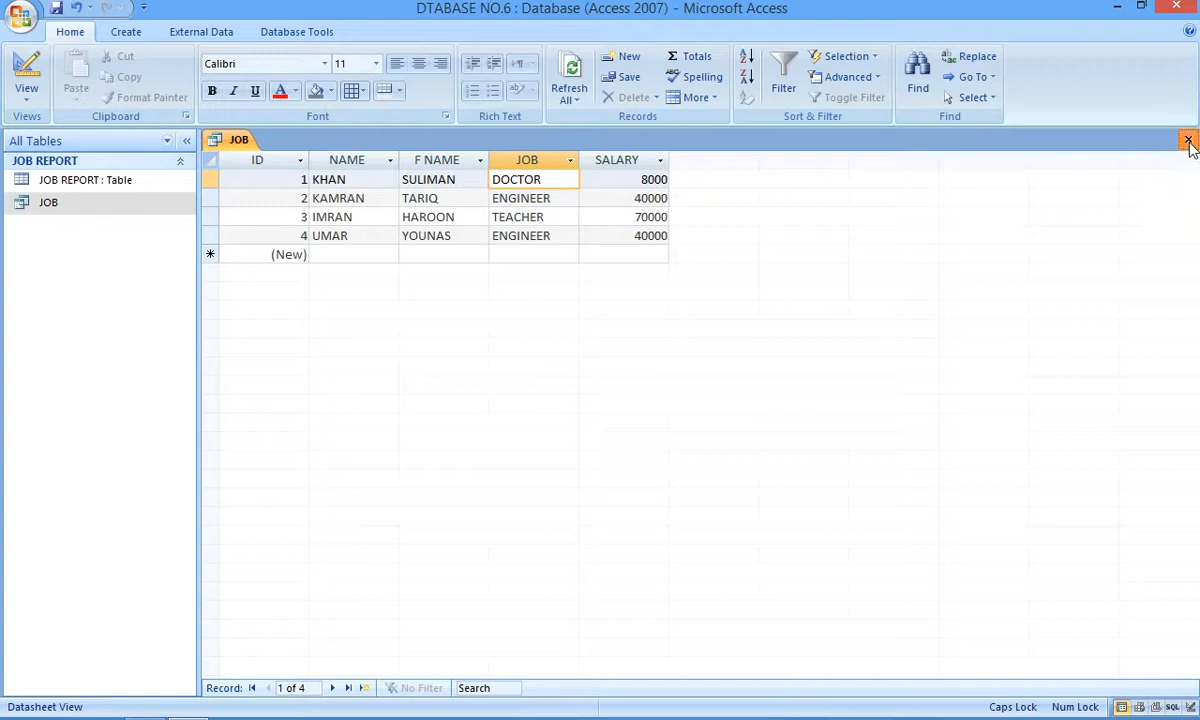 DTABASE NO.6 : Database (Access 2007) - Microsoft Access
Home Create External Data Database Tools
View
Views
Paste
Cut
Copy
Format Painter
Clipboard
Calibri 11
B I U A
Font
Rich Text
Refresh All
New
Save
Delete
Σ Totals
Spelling
More
Records
Filter
Selection
Advanced
Toggle Filter
Sort & Filter
Find
Replace
Go To
Select
Find
All Tables
JOB REPORT
JOB REPORT : Table
JOB
JOB
ID NAME F NAME JOB SALARY
1 KHAN SULIMAN DOCTOR 8000
2 KAMRAN TARIQ ENGINEER 40000
3 IMRAN HAROON TEACHER 70000
4 UMAR YOUNAS ENGINEER 40000
(New)
Record: 1 of 4 No Filter Search
Datasheet View Caps Lock Num Lock SQL